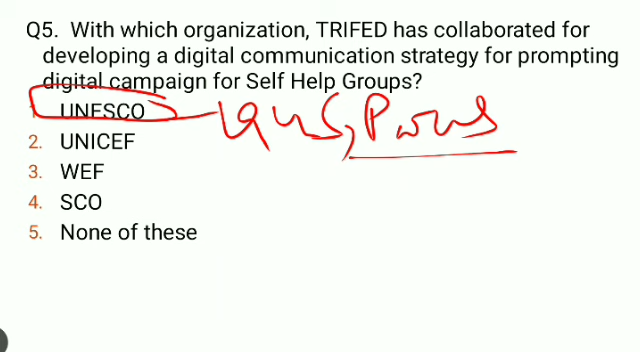 Q5. With which organization, TRIFED has collaborated for
developing a digital communication strategy for prompting
digital campaign for Self Help Groups?
1. UNESCO
2. UNICEF
3. WEF
4. SCO
5. None of these